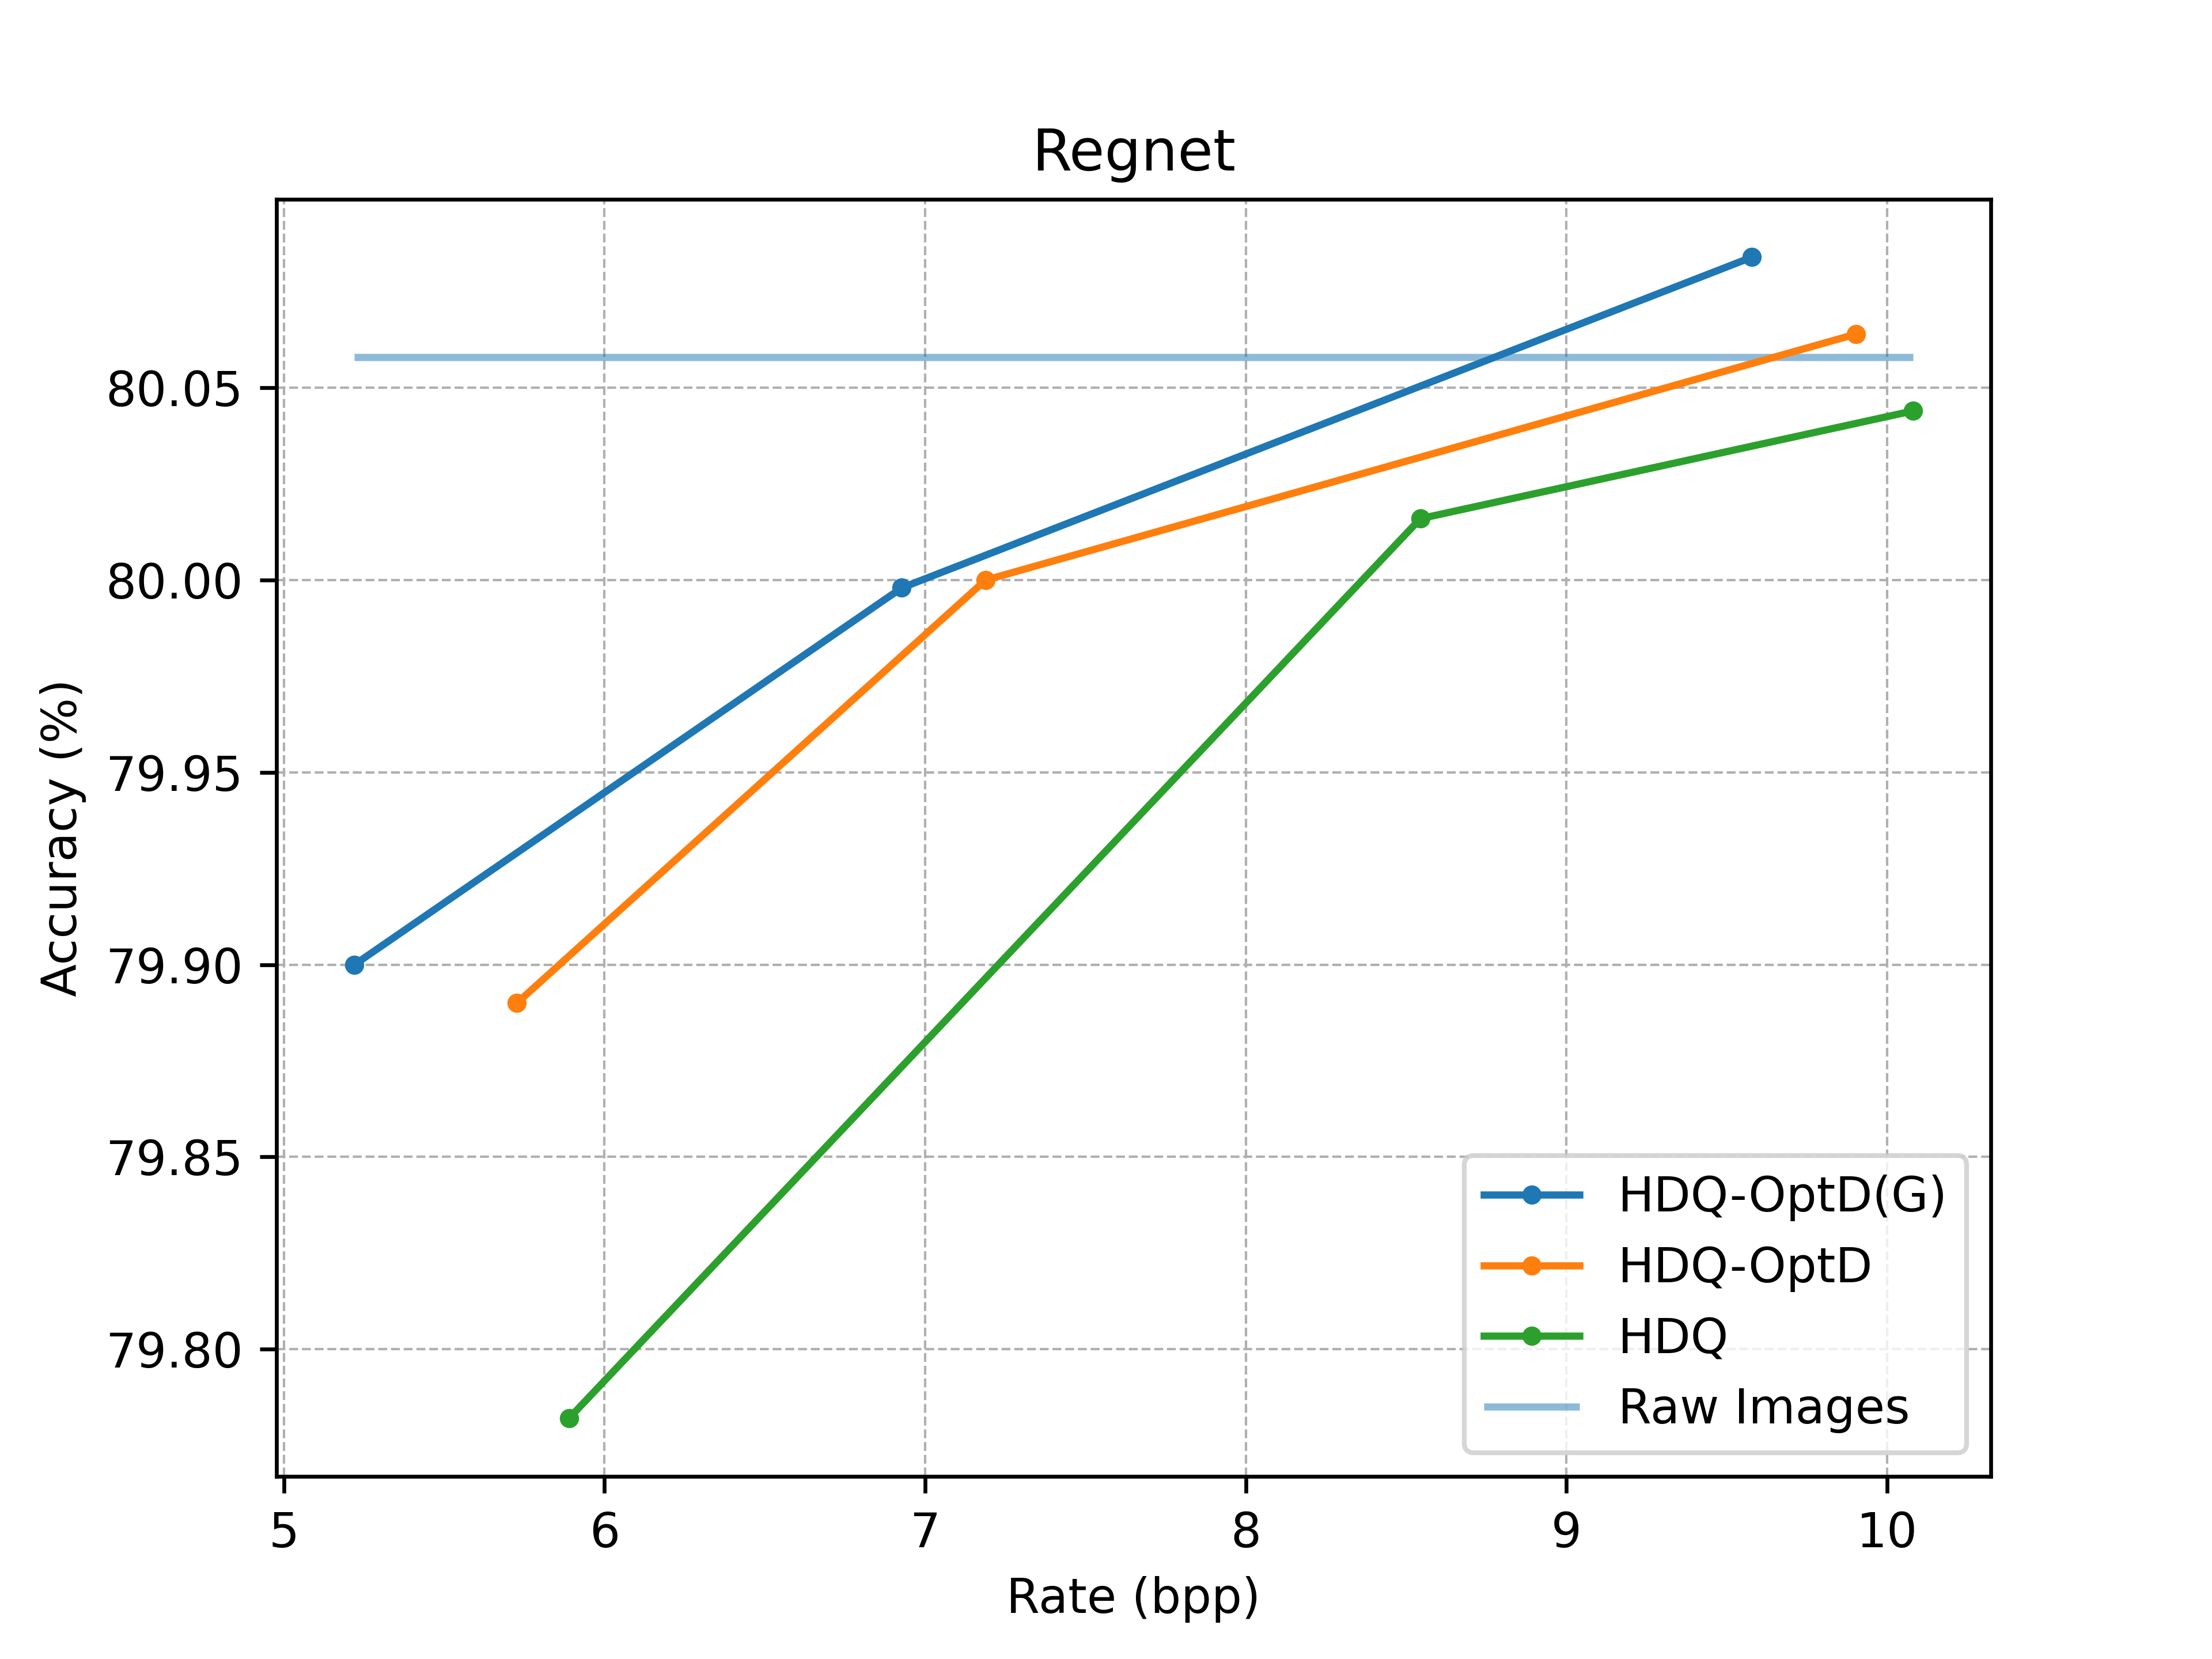 Regnet
Accuracy (%)
80.05
80.00
79.95
79.90
79.85
79.80
HDQ-OptD(G)
HDQ-OptD
HDQ
Raw Images
5 6 7 8 9 10
Rate (bpp)